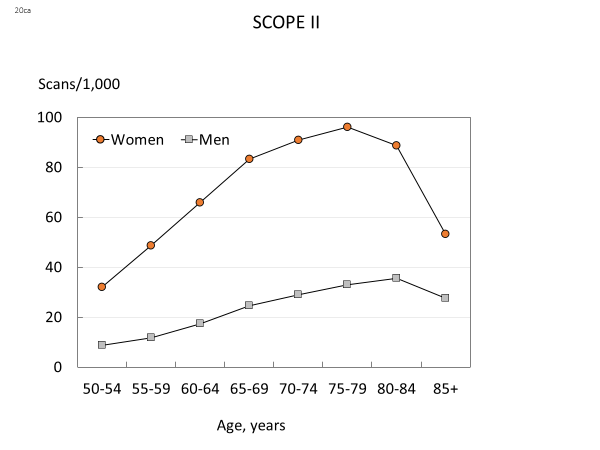 20ca
SCOPE II
Scans/1,000
Women Men
100
80
60
40
20
0
50-54 55-59 60-64 65-69 70-74 75-79 80-84 85+
Age, years